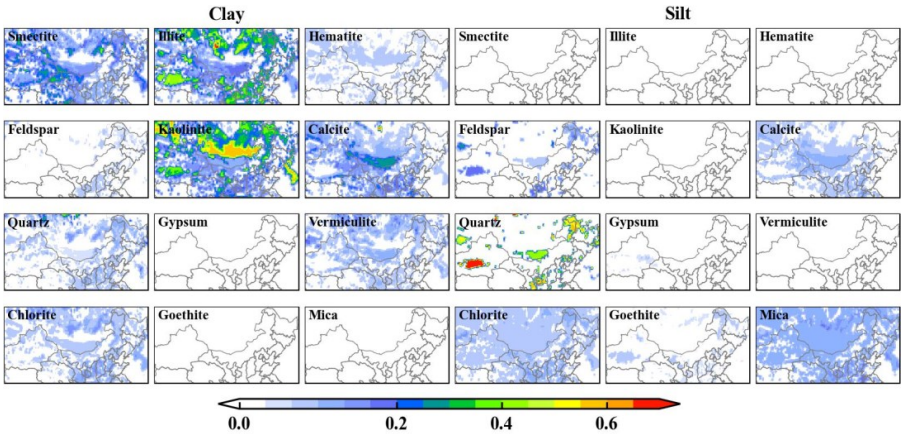 Clay Silt
Smectite Illite Hematite Smectite Illite Hematite
Feldspar Kaolinite Calcite Feldspar Kaolinite Calcite
Quartz Gypsum Vermiculite Quartz Gypsum Vermiculite
Chlorite Goethite Mica Chlorite Goethite Mica
0.0 0.2 0.4 0.6